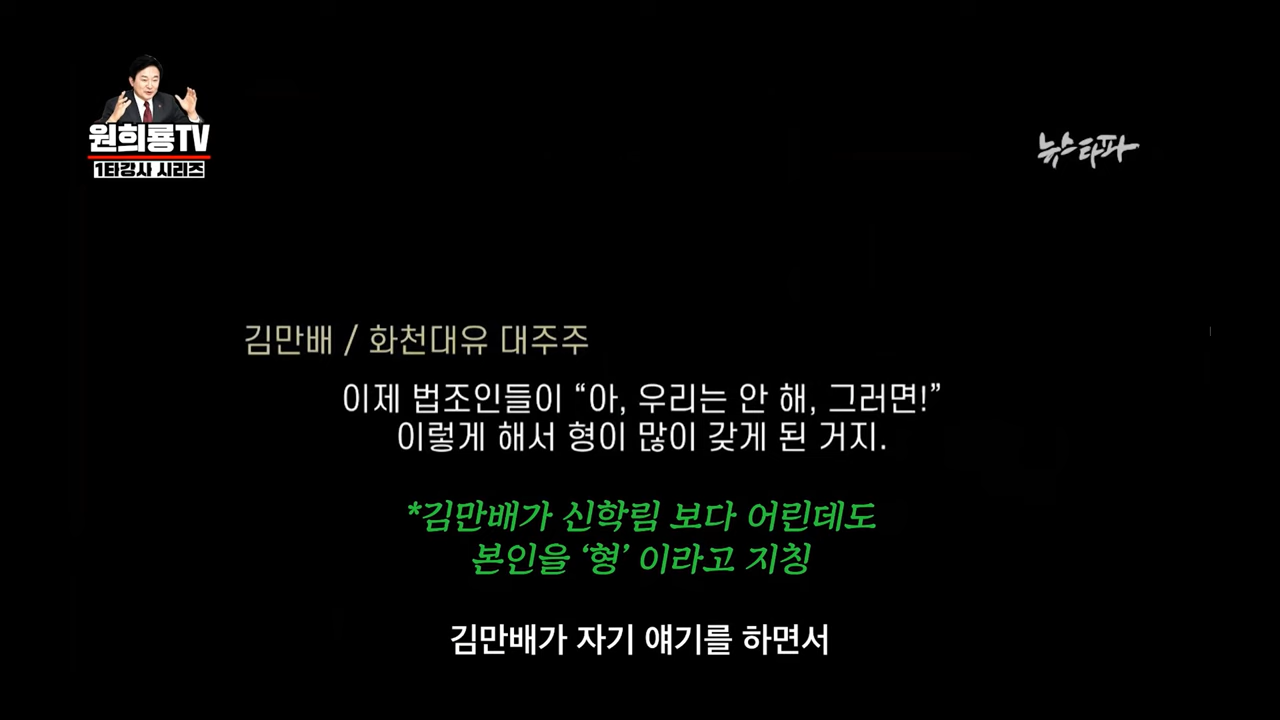 원희룡TV
1타강사 시리즈
뉴스타파
김만배 / 화천대유 대주주
이제 법조인들이 “아, 우리는 안 해, 그러면!”
이렇게 해서 형이 많이 갖게 된 거지.
*김만배가 신학림 보다 어린데도
본인을 ‘형’ 이라고 지칭
김만배가 자기 얘기를 하면서